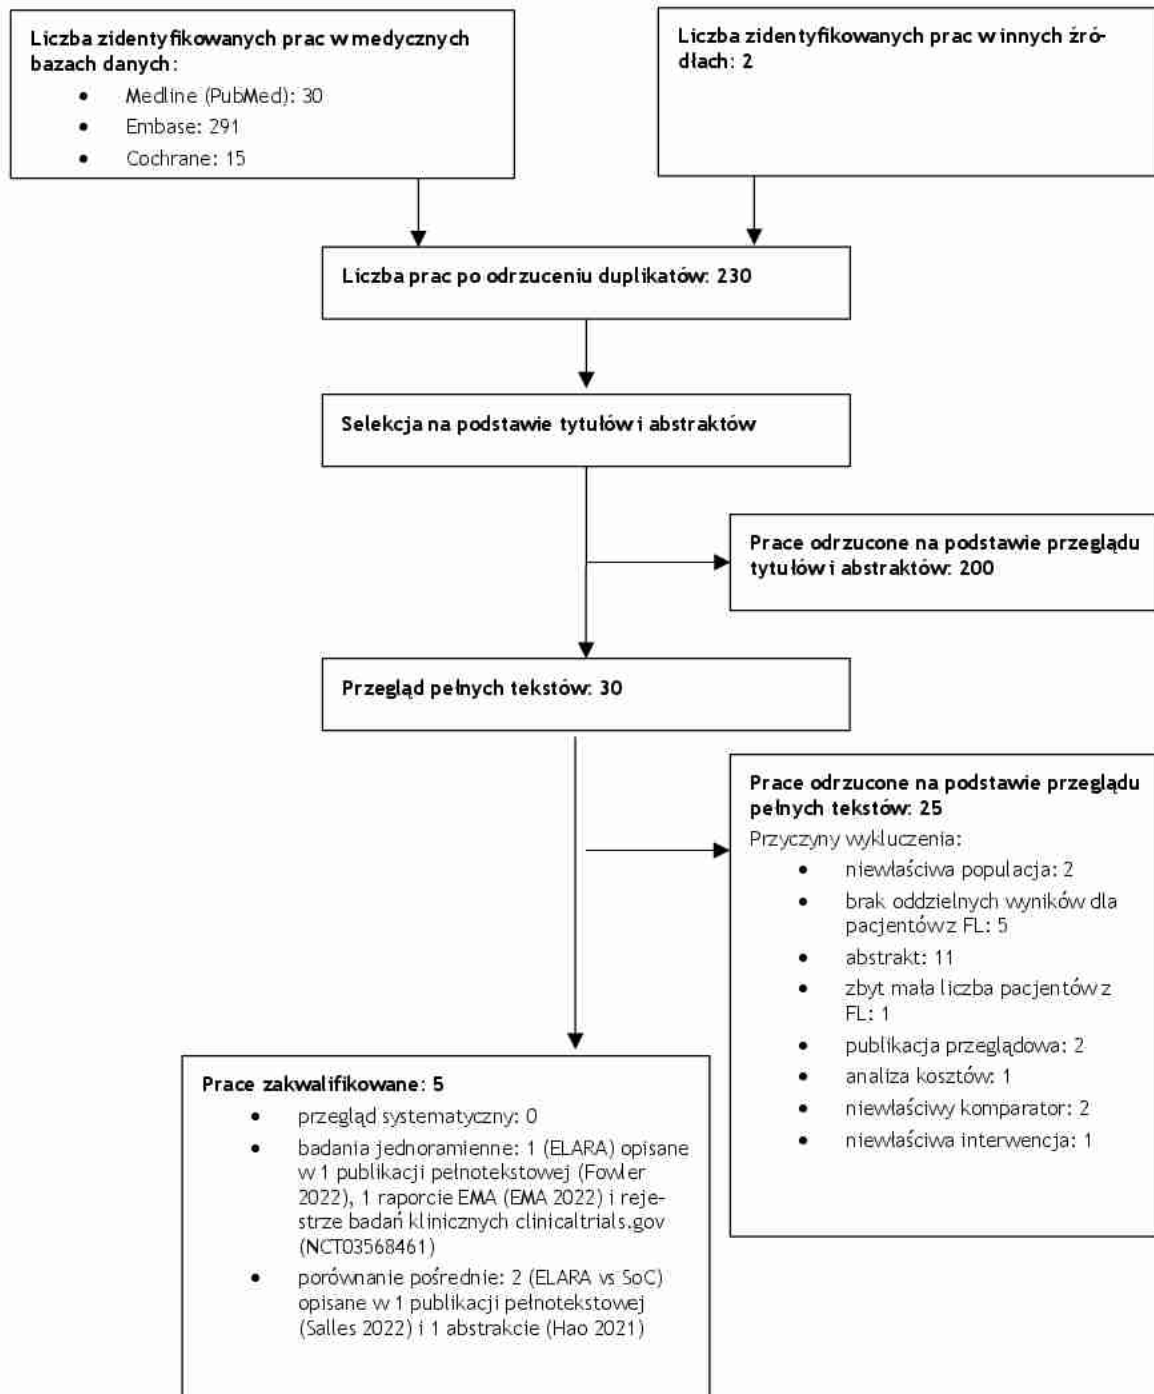 Liczba zidentyfikowanych prac w medycznych
bazach danych:
• Medline (PubMed): 30
• Embase: 291
• Cochrane: 15
Liczba zidentyfikowanych prac w innych źró-
dłach: 2
Liczba prac po odrzuceniu duplikatów: 230
Selekcja na podstawie tytułów i abstraktów
Prace odrzucone na podstawie przeglądu
tytułów i abstraktów: 200
Przegląd pełnych tekstów: 30
Prace odrzucone na podstawie przeglądu
pełnych tekstów: 25
Przyczyny wykluczenia:
• niewłaściwa populacja: 2
• brak oddzielnych wyników dla
pacjentów z FL: 5
• abstrakt: 11
• zbyt mała liczba pacjentów z
FL: 1
• publikacja przeglądowa: 2
• analiza kosztów: 1
• niewłaściwy komparator: 2
• niewłaściwa interwencja: 1
Prace zakwalifikowane: 5
• przegląd systematyczny: 0
• badania jednoramienne: 1 (ELARA) opisane
w 1 publikacji pełnotekstowej (Fowler
2022), 1 raporcie EMA (EMA 2022) i reje-
strze badań klinicznych clinicaltrials.gov
(NCT03568461)
• porównanie pośrednie: 2 (ELARA vs SoC)
opisane w 1 publikacji pełnotekstowej
(Salles 2022) i 1 abstrakcie (Hao 2021)